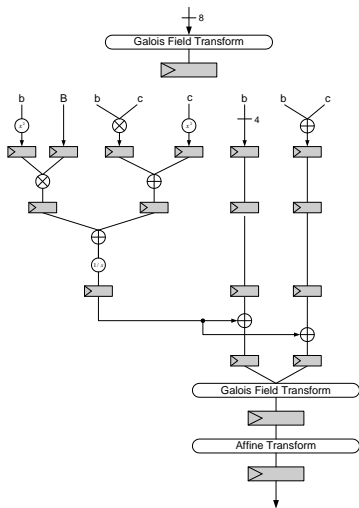 8
Galois Field Transform
b B b c c b b c
x² x²
4
1/x
Galois Field Transform
Affine Transform